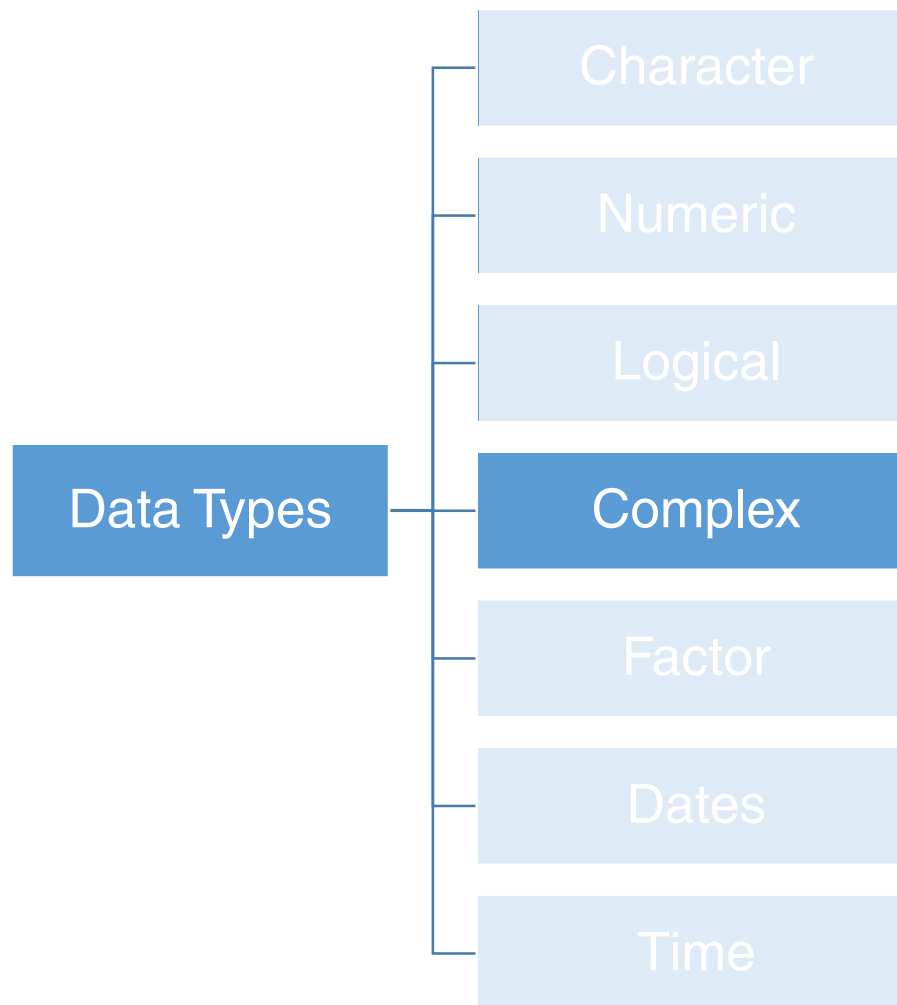 Character
Numeric
Logical
Data Types
Complex
Factor
Dates
Time